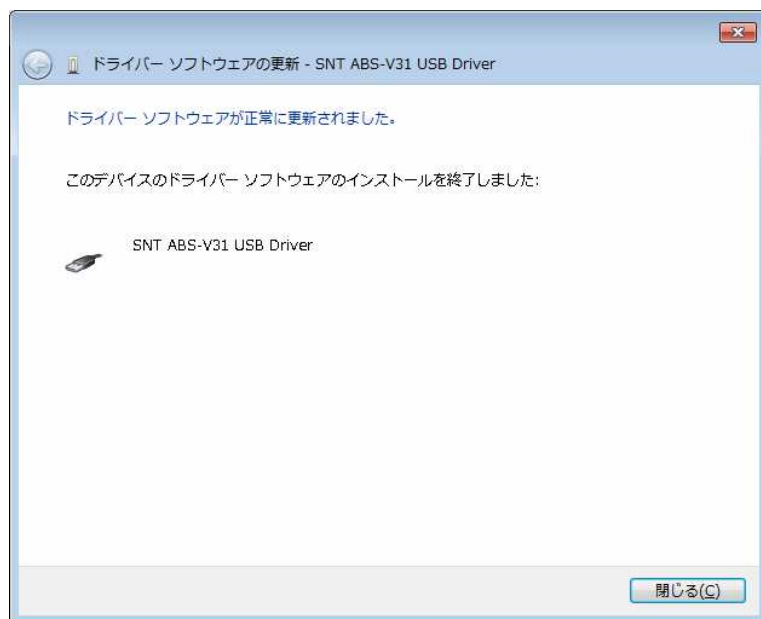 ドライバー ソフトウェアの更新 - SNT ABS-V31 USB Driver
ドライバー ソフトウェアが正常に更新されました。
このデバイスのドライバー ソフトウェアのインストールを終了しました:
SNT ABS-V31 USB Driver
閉じる(C)